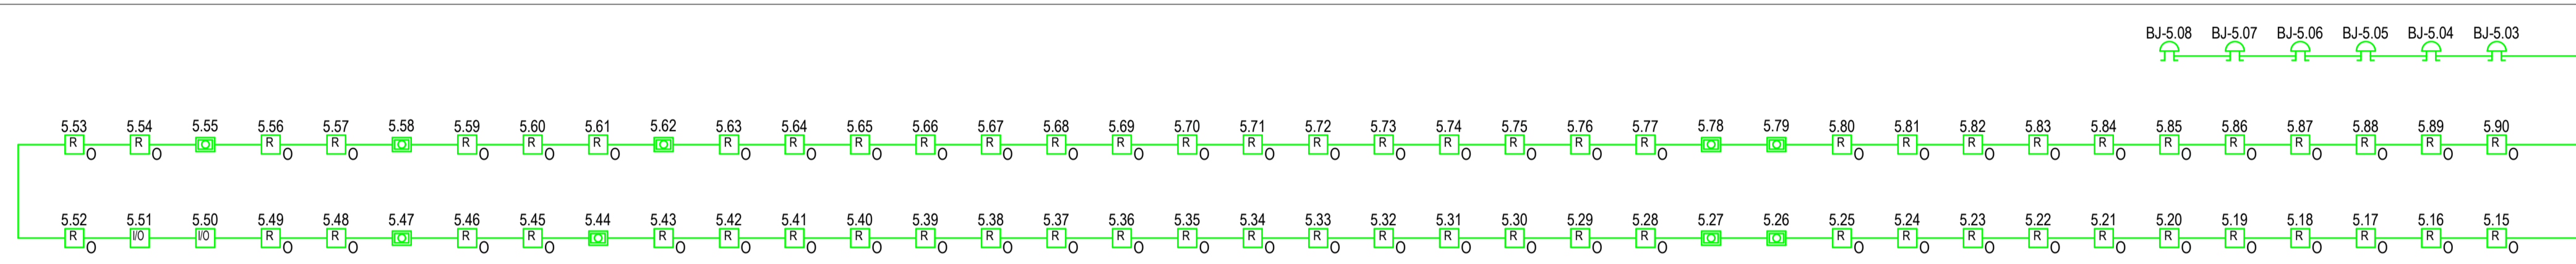 BJ-5.08 BJ-5.07 BJ-5.06 BJ-5.05 BJ-5.04 BJ-5.03
5.53 5.54 5.55 5.56 5.57 5.58 5.59 5.60 5.61 5.62 5.63 5.64 5.65 5.66 5.67 5.68 5.69 5.70 5.71 5.72 5.73 5.74 5.75 5.76 5.77 5.78 5.79 5.80 5.81 5.82 5.83 5.84 5.85 5.86 5.87 5.88 5.89 5.90
R R R R R R R R R R R R R R R R R R R R R R R R R R R R R R R R R
O O O O O O O O O O O O O O O O O O O O O O O O O O O O O O O O O
5.52 5.51 5.50 5.49 5.48 5.47 5.46 5.45 5.44 5.43 5.42 5.41 5.40 5.39 5.38 5.37 5.36 5.35 5.34 5.33 5.32 5.31 5.30 5.29 5.28 5.27 5.26 5.25 5.24 5.23 5.22 5.21 5.20 5.19 5.18 5.17 5.16 5.15
R I/O I/O R R R R R R R R R R R R R R R R R R R R R R R R R R R R R R R
O O O O O O O O O O O O O O O O O O O O O O O O O O O O O O O O